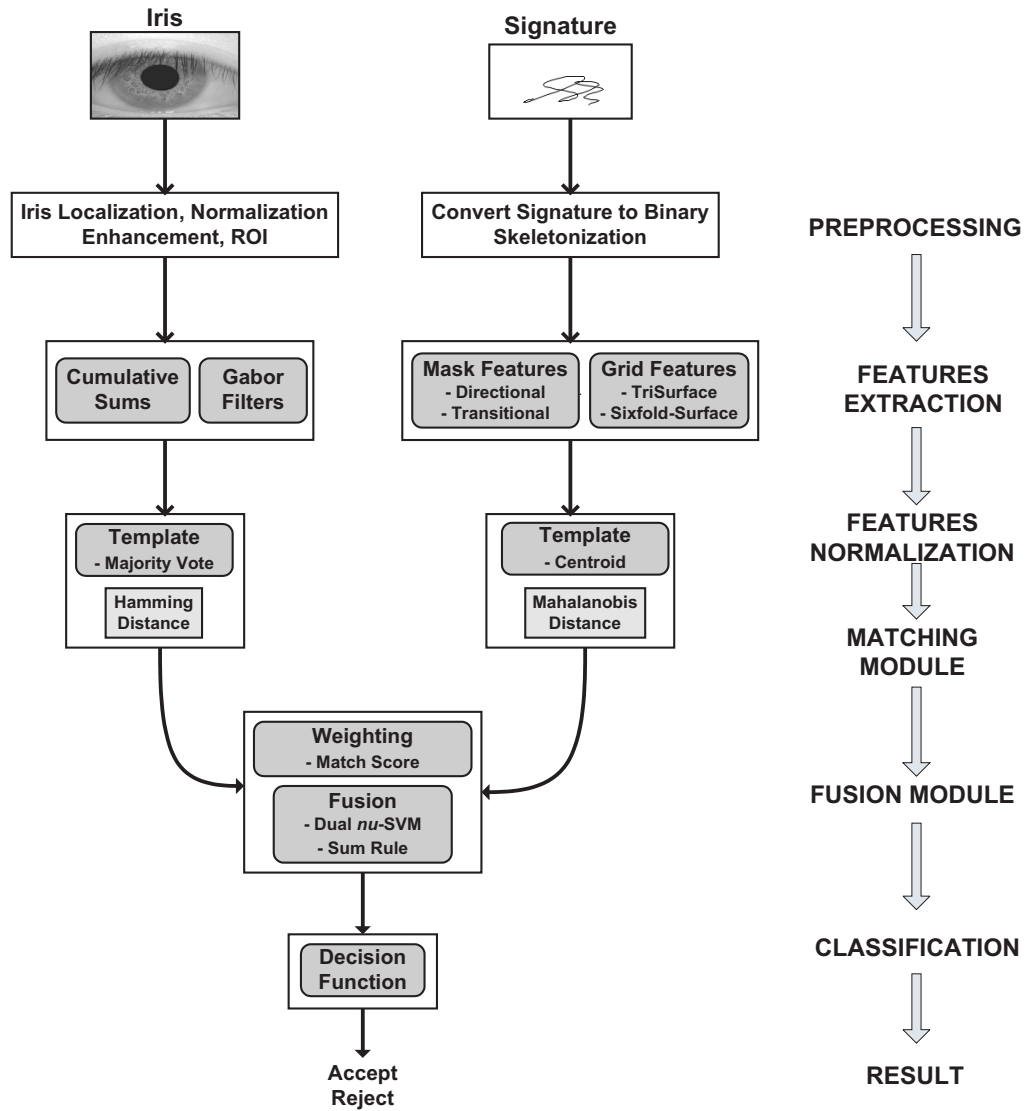 Iris
Signature
Iris Localization, Normalization
Enhancement, ROI
Convert Signature to Binary
Skeletonization
PREPROCESSING
Cumulative
Sums
Gabor
Filters
Mask Features
- Directional
- Transitional
Grid Features
- TriSurface
- Sixfold-Surface
FEATURES
EXTRACTION
Template
- Majority Vote
Hamming
Distance
Template
- Centroid
Mahalanobis
Distance
FEATURES
NORMALIZATION
MATCHING
MODULE
Weighting
- Match Score
Fusion
- Dual nu-SVM
- Sum Rule
FUSION MODULE
Decision
Function
CLASSIFICATION
Accept
Reject
RESULT